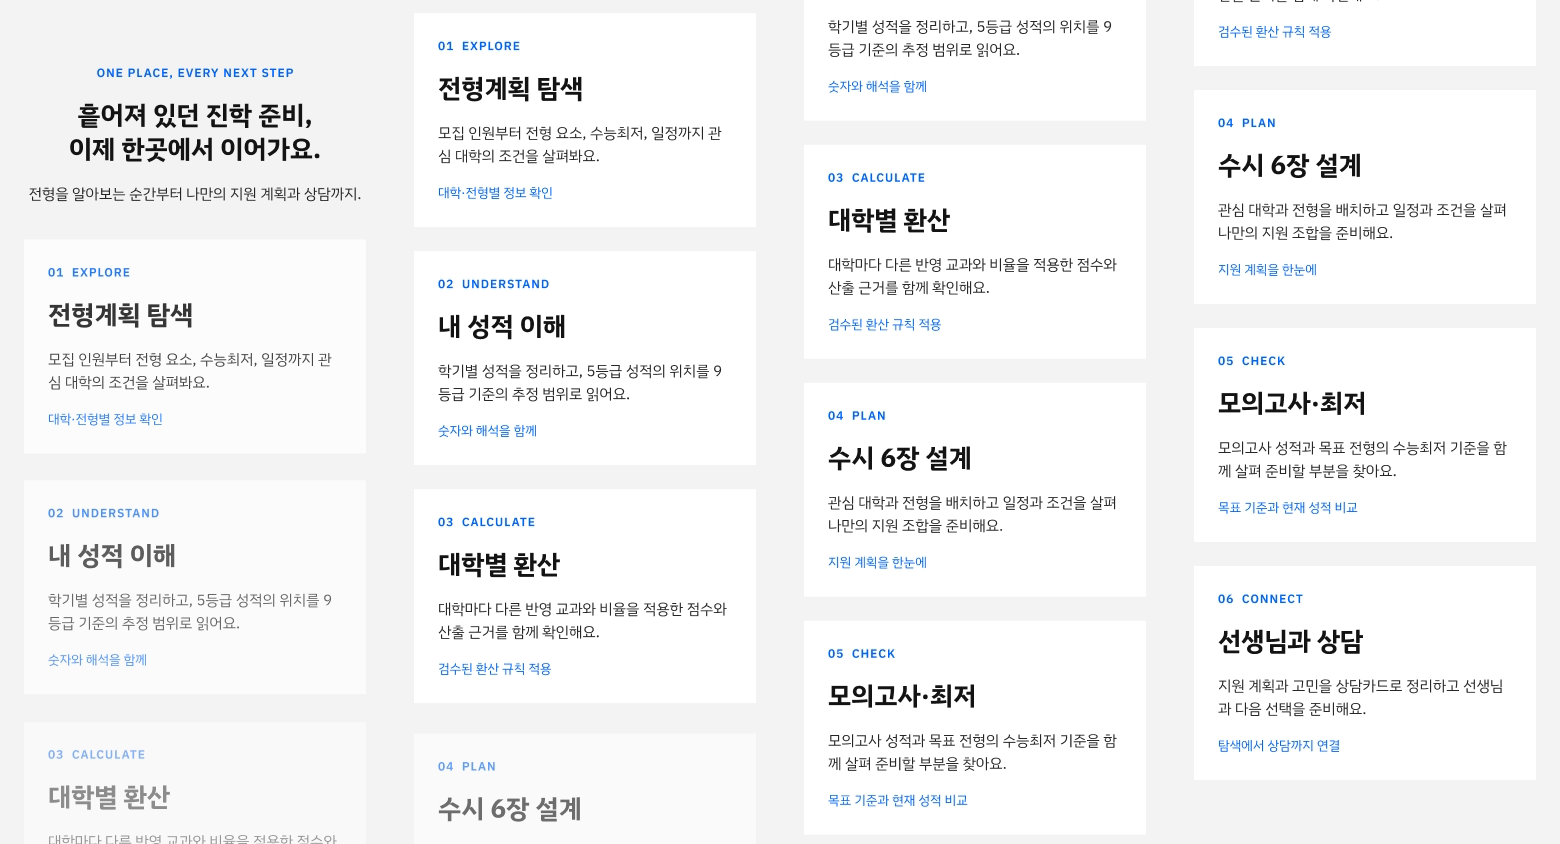 ONE PLACE, EVERY NEXT STEP
흩어져 있던 진학 준비,
이제 한곳에서 이어가요.
전형을 알아보는 순간부터 나만의 지원 계획과 상담까지.
01 EXPLORE
전형계획 탐색
모집 인원부터 전형 요소, 수능최저, 일정까지 관
심 대학의 조건을 살펴봐요.
대학·전형별 정보 확인
02 UNDERSTAND
내 성적 이해
학기별 성적을 정리하고, 5등급 성적의 위치를 9
등급 기준의 추정 범위로 읽어요.
숫자와 해석을 함께
03 CALCULATE
대학별 환산
대학마다 다른 반영 교과와 비율을 적용한 점수와
01 EXPLORE
전형계획 탐색
모집 인원부터 전형 요소, 수능최저, 일정까지 관
심 대학의 조건을 살펴봐요.
대학·전형별 정보 확인
02 UNDERSTAND
내 성적 이해
학기별 성적을 정리하고, 5등급 성적의 위치를 9
등급 기준의 추정 범위로 읽어요.
숫자와 해석을 함께
03 CALCULATE
대학별 환산
대학마다 다른 반영 교과와 비율을 적용한 점수와
산출 근거를 함께 확인해요.
검수된 환산 규칙 적용
04 PLAN
수시 6장 설계
학기별 성적을 정리하고, 5등급 성적의 위치를 9
등급 기준의 추정 범위로 읽어요.
숫자와 해석을 함께
03 CALCULATE
대학별 환산
대학마다 다른 반영 교과와 비율을 적용한 점수와
산출 근거를 함께 확인해요.
검수된 환산 규칙 적용
04 PLAN
수시 6장 설계
관심 대학과 전형을 배치하고 일정과 조건을 살펴
나만의 지원 조합을 준비해요.
지원 계획을 한눈에
05 CHECK
모의고사·최저
모의고사 성적과 목표 전형의 수능최저 기준을 함
께 살펴 준비할 부분을 찾아요.
목표 기준과 현재 성적 비교
검수된 환산 규칙 적용
04 PLAN
수시 6장 설계
관심 대학과 전형을 배치하고 일정과 조건을 살펴
나만의 지원 조합을 준비해요.
지원 계획을 한눈에
05 CHECK
모의고사·최저
모의고사 성적과 목표 전형의 수능최저 기준을 함
께 살펴 준비할 부분을 찾아요.
목표 기준과 현재 성적 비교
06 CONNECT
선생님과 상담
지원 계획과 고민을 상담카드로 정리하고 선생님
과 다음 선택을 준비해요.
탐색에서 상담까지 연결